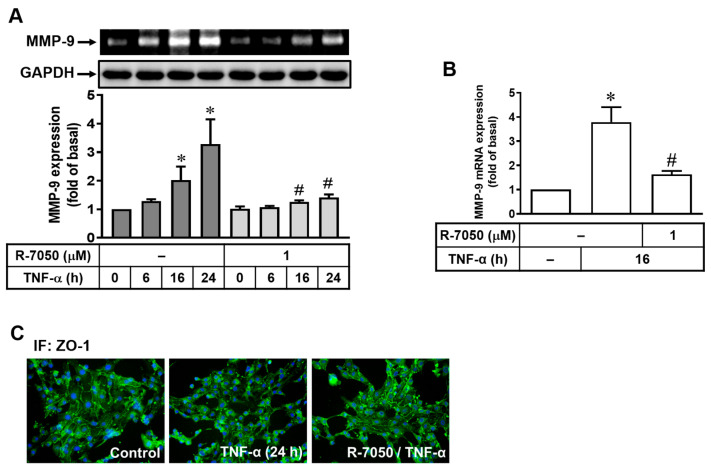 A
MMP-9
GAPDH
MMP-9 expression
(fold of basal)
5
4
3
2
1
0
*
*
#
#
R-7050 (μM)
–
1
TNF-α (h)
0
6
16
24
0
6
16
24
B
MMP-9 mRNA expression
(fold of basal)
5
4
3
2
1
0
*
#
R-7050 (μM)
–
1
TNF-α (h)
–
16
C
IF: ZO-1
Control
TNF-α (24 h)
R-7050 / TNF-α